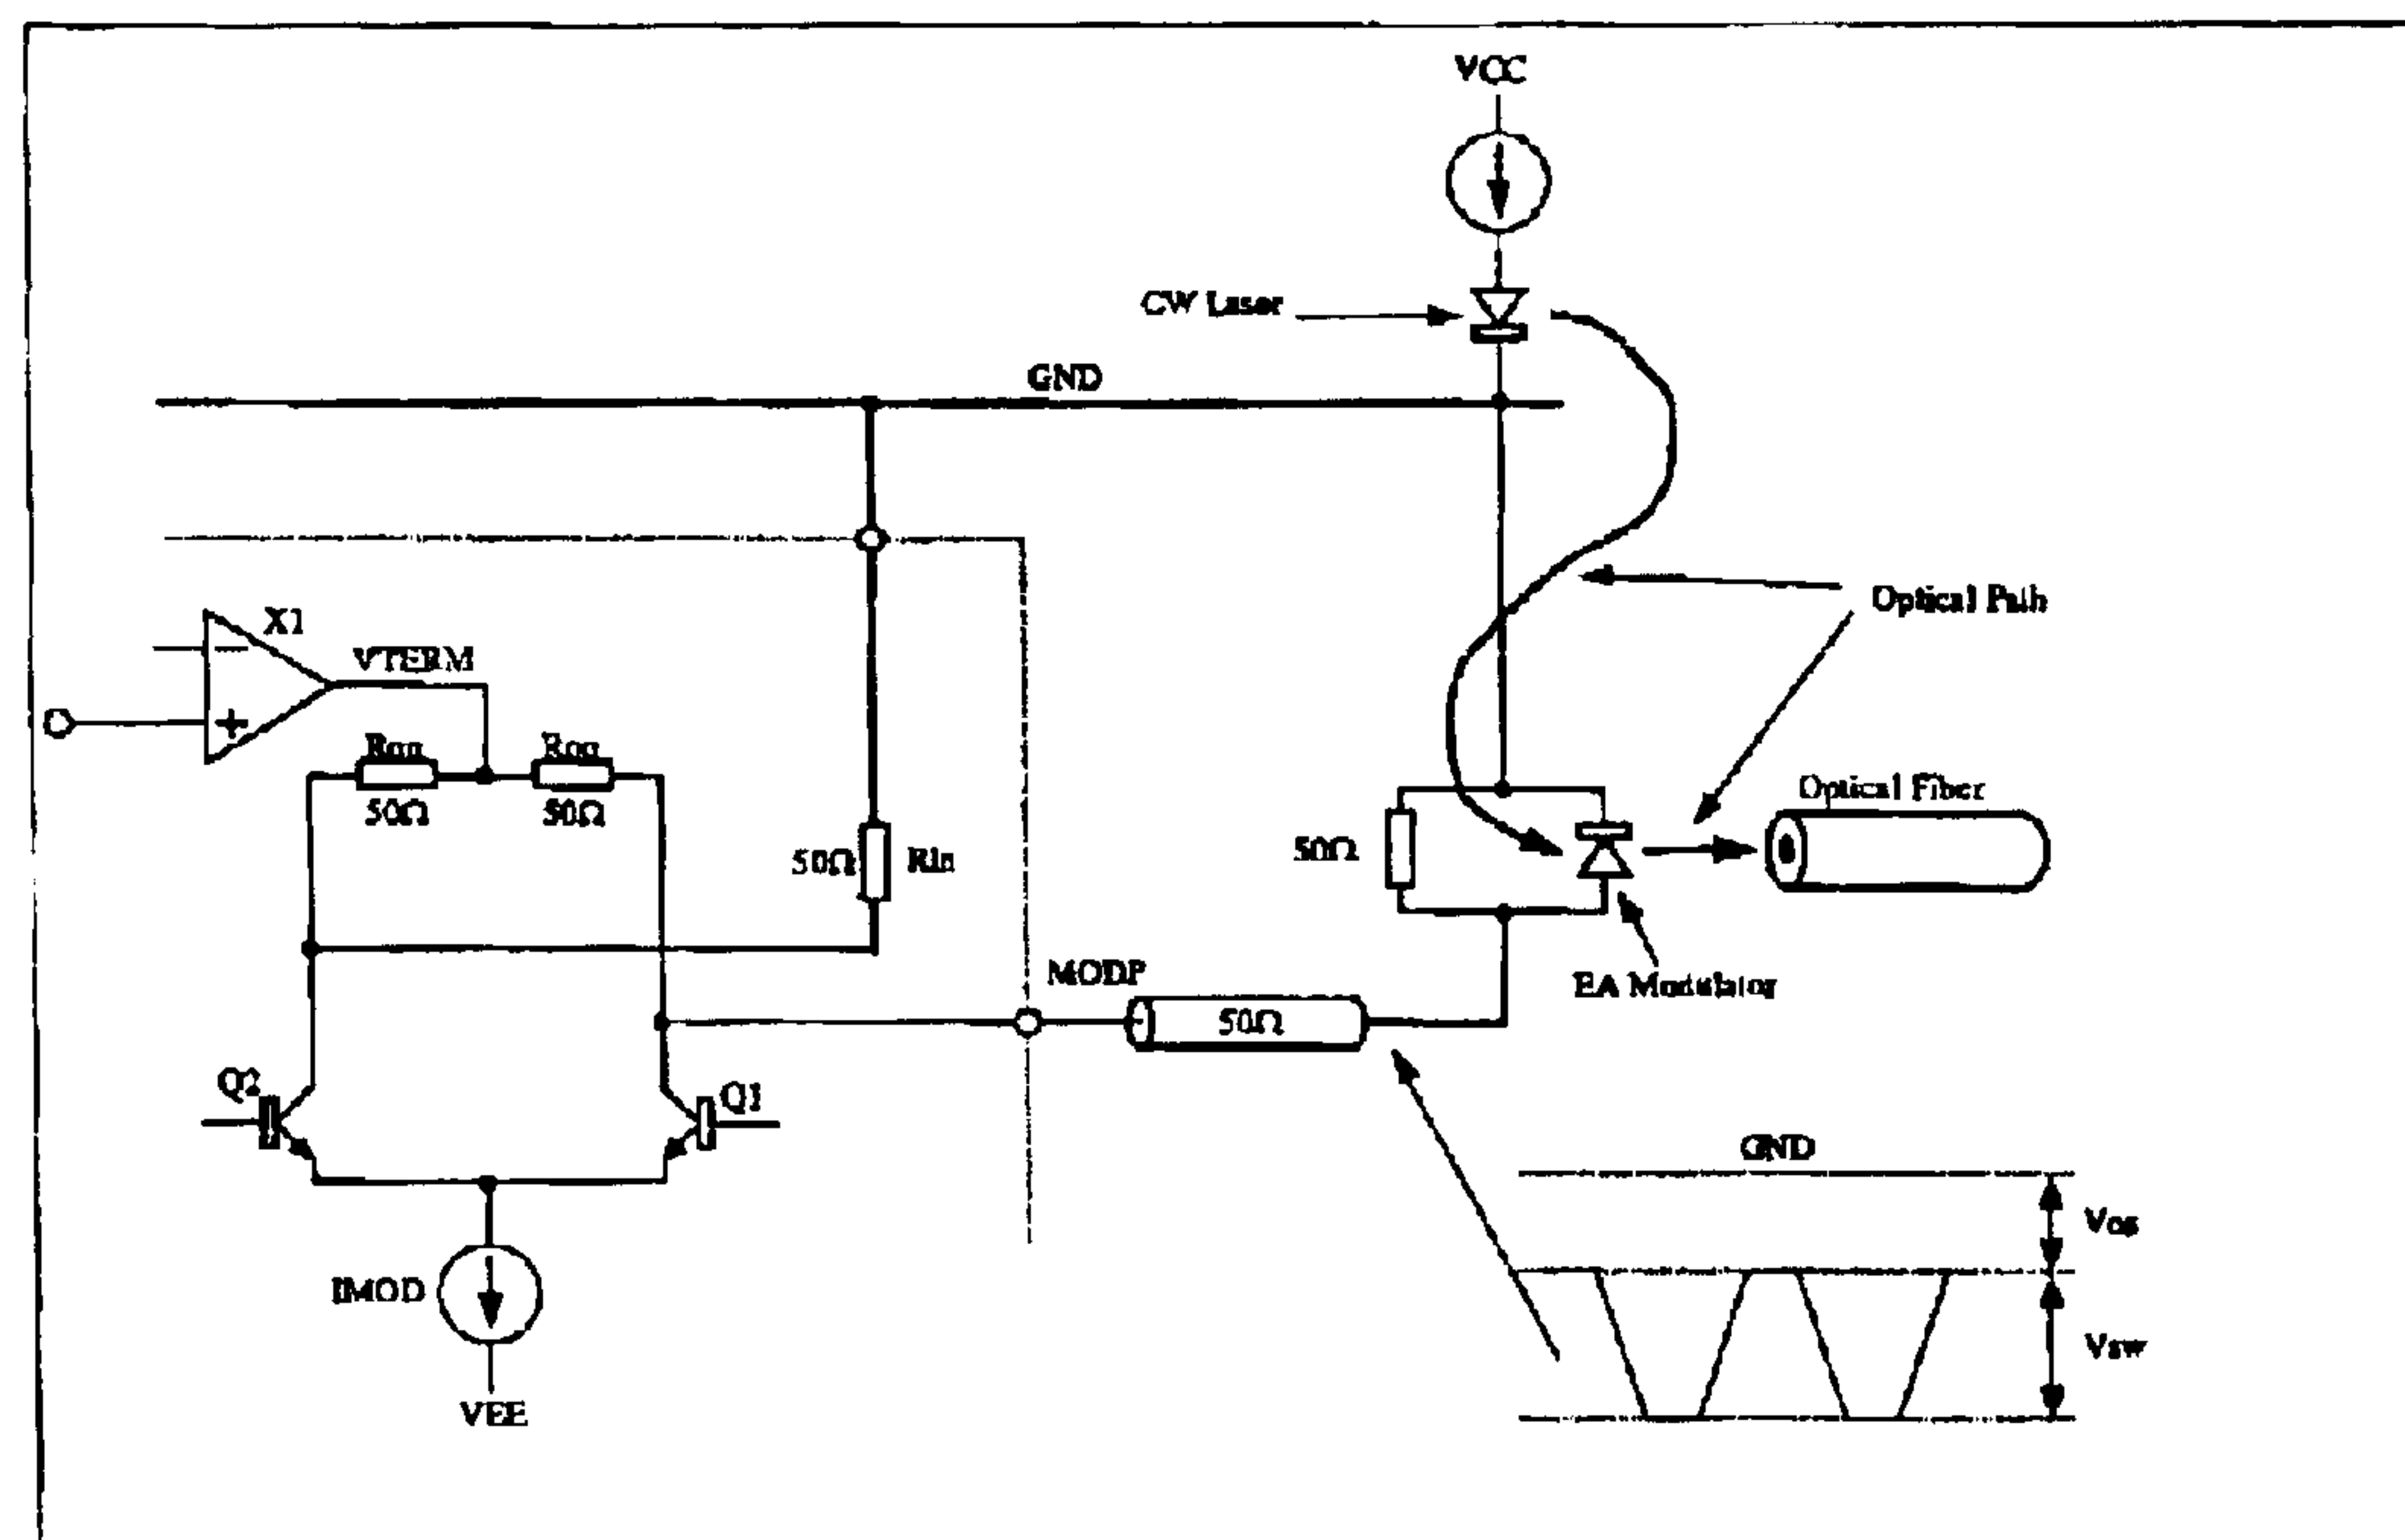 VCC
CW Laser
GND
Optical Path
X1
VTERM
50Ω
50Ω
50Ω
Rin
50Ω
Optical Fiber
MODP
50Ω
EA Modulator
Q2
Q1
GND
Vos
IMOD
Vsw
VEE